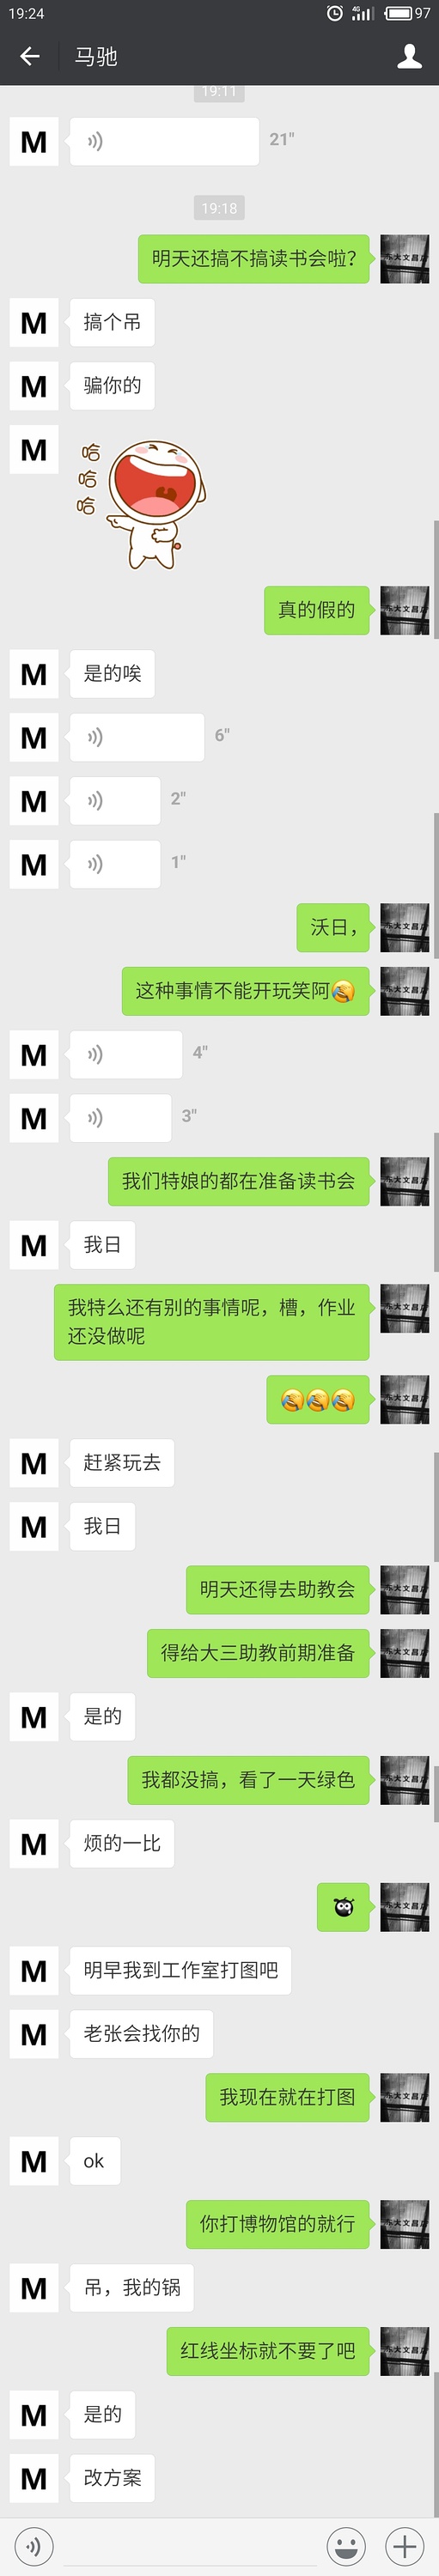 19:24
4G
97
马驰
19:11
M
21"
19:18
明天还搞不搞读书会啦？
M
搞个吊
M
骗你的
M
哈
哈
哈
真的假的
M
是的唉
M
6"
M
2"
M
1"
沃日，
这种事情不能开玩笑阿
M
4"
M
3"
我们特娘的都在准备读书会
M
我日
我特么还有别的事情呢，槽，作业
还没做呢
M
赶紧玩去
M
我日
明天还得去助教会
得给大三助教前期准备
M
是的
我都没搞，看了一天绿色
M
烦的一比
M
明早我到工作室打图吧
M
老张会找你的
我现在就在打图
M
ok
你打博物馆的就行
M
吊，我的锅
红线坐标就不要了吧
M
是的
M
改方案